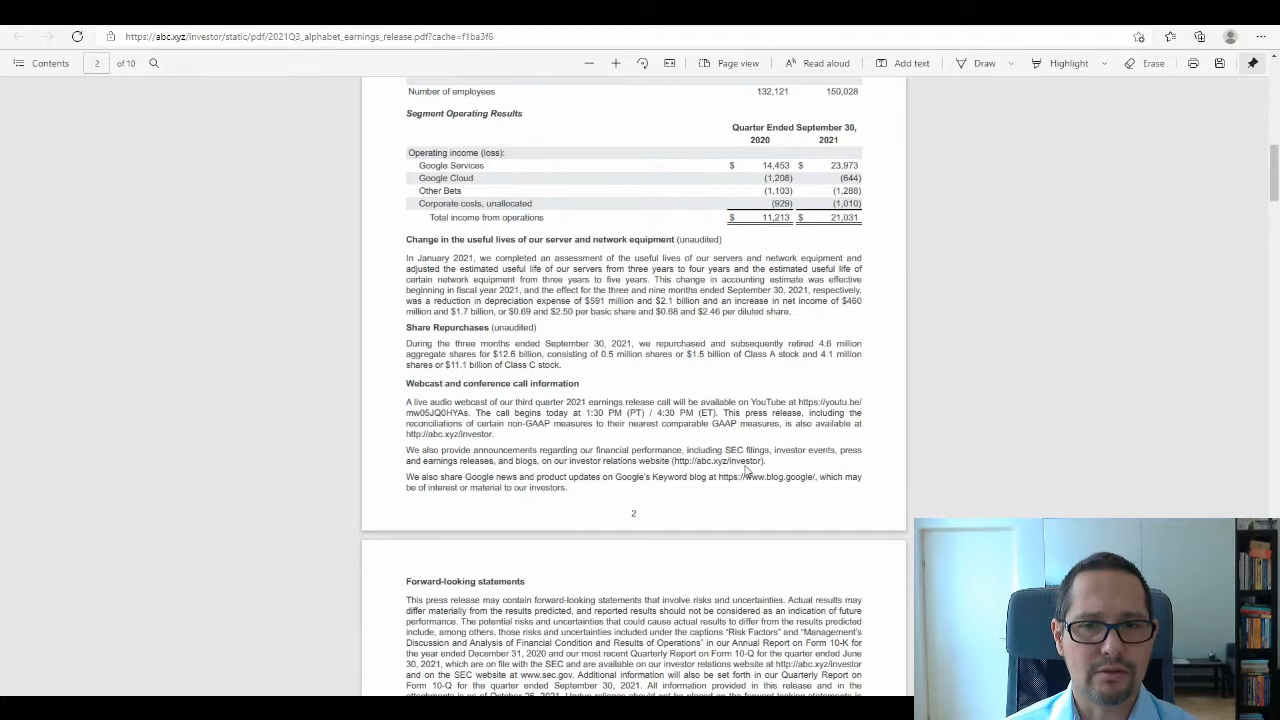 https://abc.xyz/investor/static/pdf/2021Q3_alphabet_earnings_release.pdf?cache=f1ba3f6
Contents 2 of 10 Page view Read aloud Add text Draw Highlight Erase
Number of employees 132,121 150,028
Segment Operating Results
Quarter Ended September 30,
2020 2021
Operating income (loss):
Google Services $ 14,453 $ 23,973
Google Cloud (1,208) (644)
Other Bets (1,103) (1,288)
Corporate costs, unallocated (929) (1,010)
Total income from operations $ 11,213 $ 21,031
Change in the useful lives of our server and network equipment (unaudited)
In January 2021, we completed an assessment of the useful lives of our servers and network equipment and
adjusted the estimated useful life of our servers from three years to four years and the estimated useful life of
certain network equipment from three years to five years. This change in accounting estimate was effective
beginning in fiscal year 2021, and the effect for the three and nine months ended September 30, 2021, respectively,
was a reduction in depreciation expense of $591 million and $2.1 billion and an increase in net income of $460
million and $1.7 billion, or $0.69 and $2.50 per basic share and $0.68 and $2.46 per diluted share.
Share Repurchases (unaudited)
During the three months ended September 30, 2021, we repurchased and subsequently retired 4.6 million
aggregate shares for $12.6 billion, consisting of 0.5 million shares or $1.5 billion of Class A stock and 4.1 million
shares or $11.1 billion of Class C stock.
Webcast and conference call information
A live audio webcast of our third quarter 2021 earnings release call will be available on YouTube at https://youtu.be/
mw05JQ0HYAs. The call begins today at 1:30 PM (PT) / 4:30 PM (ET). This press release, including the
reconciliations of certain non-GAAP measures to their nearest comparable GAAP measures, is also available at
http://abc.xyz/investor.
We also provide announcements regarding our financial performance, including SEC filings, investor events, press
and earnings releases, and blogs, on our investor relations website (http://abc.xyz/investor).
We also share Google news and product updates on Google's Keyword blog at https://www.blog.google/, which may
be of interest or material to our investors.
2
Forward-looking statements
This press release may contain forward-looking statements that involve risks and uncertainties. Actual results may
differ materially from the results predicted, and reported results should not be considered as an indication of future
performance. The potential risks and uncertainties that could cause actual results to differ from the results predicted
include, among others, those risks and uncertainties included under the captions "Risk Factors" and "Management's
Discussion and Analysis of Financial Condition and Results of Operations" in our Annual Report on Form 10-K for
the year ended December 31, 2020 and our most recent Quarterly Report on Form 10-Q for the quarter ended June
30, 2021, which are on file with the SEC and are available on our investor relations website at http://abc.xyz/investor
and on the SEC website at www.sec.gov. Additional information will also be set forth in our Quarterly Report on
Form 10-Q for the quarter ended September 30, 2021. All information provided in this release and in the